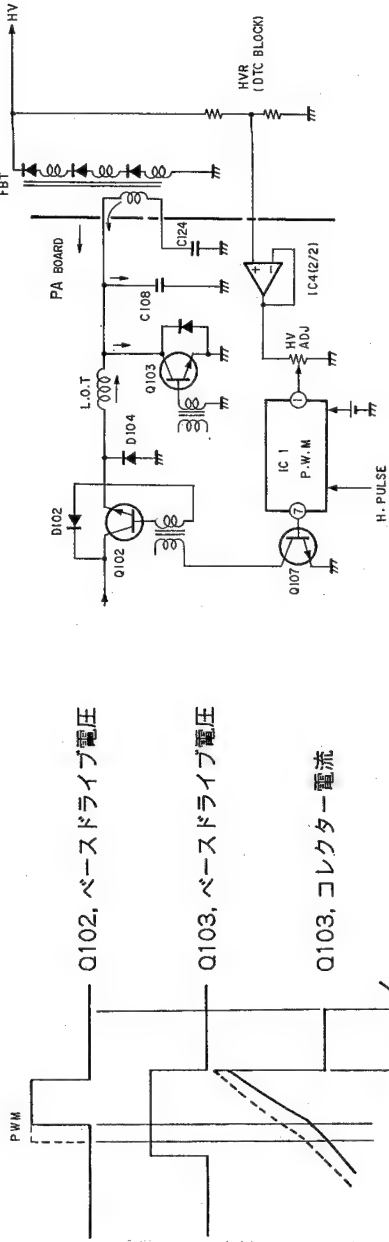 PWM
Q102, ベースドライブ電圧
Q103, ベースドライブ電圧
Q103, コレクター電流
HV
FBT
PA BOARD
HVR
(DTC BLOCK)
L.O.T
C108
C124
D102
D104
Q103
Q102
IC4(2/2)
HV
ADJ
IC 1
P.W.M
1
7
Q107
H. PULSE
+
-